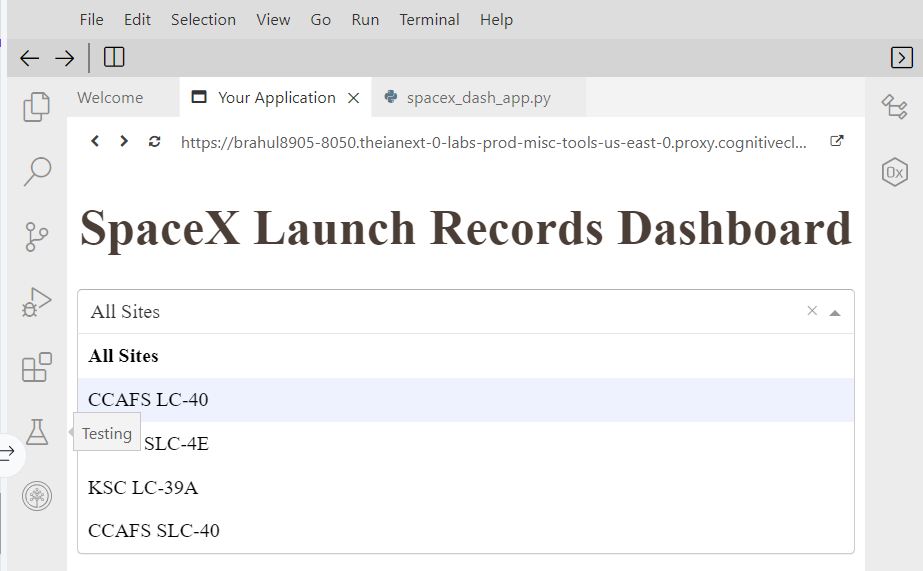 File Edit Selection View Go Run Terminal Help
Welcome Your Application spacex_dash_app.py
https://brahul8905-8050.theianext-0-labs-prod-misc-tools-us-east-0.proxy.cognitivecl...
0x
SpaceX Launch Records Dashboard
All Sites
All Sites
CCAFS LC-40
Testing
SLC-4E
KSC LC-39A
CCAFS SLC-40